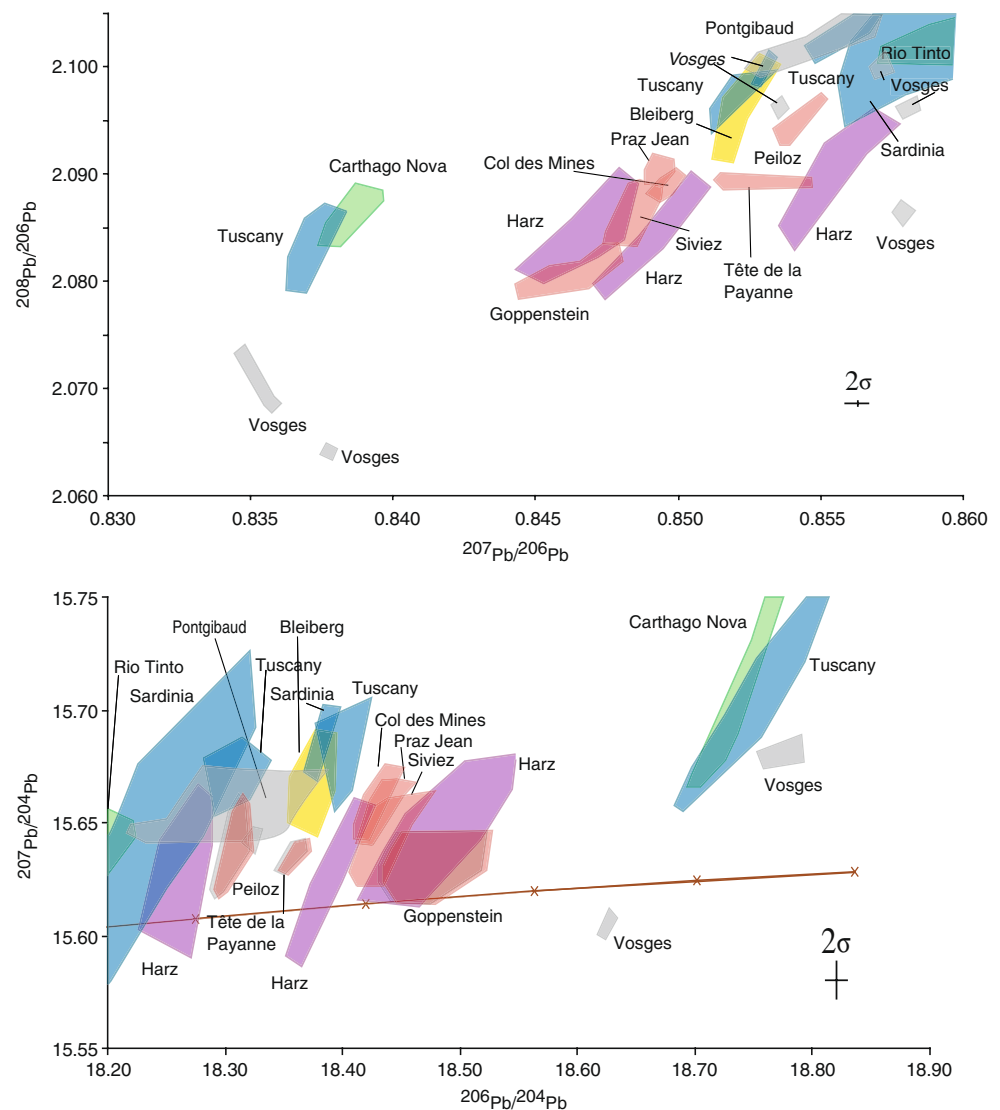 2.100
2.090
2.080
2.070
2.060
208Pb/206Pb
Pontgibaud
Vosges
Rio Tinto
Tuscany
Tuscany
Vosges
Bleiberg
Praz Jean
Sardinia
Peiloz
Col des Mines
Carthago Nova
Harz
Tuscany
Siviez
Harz
Vosges
Harz
Tête de la
Payanne
Goppenstein
2σ
Vosges
Vosges
0.830
0.835
0.840
0.845
0.850
0.855
0.860
207Pb/206Pb
15.75
15.70
15.65
15.60
15.55
207Pb/204Pb
Pontgibaud
Bleiberg
Carthago Nova
Rio Tinto
Tuscany
Tuscany
Sardinia
Sardinia
Tuscany
Col des Mines
Praz Jean
Siviez
Harz
Vosges
Peiloz
Tête de la
Payanne
Goppenstein
Vosges
Harz
Harz
2σ
18.20
18.30
18.40
18.50
18.60
18.70
18.80
18.90
206Pb/204Pb